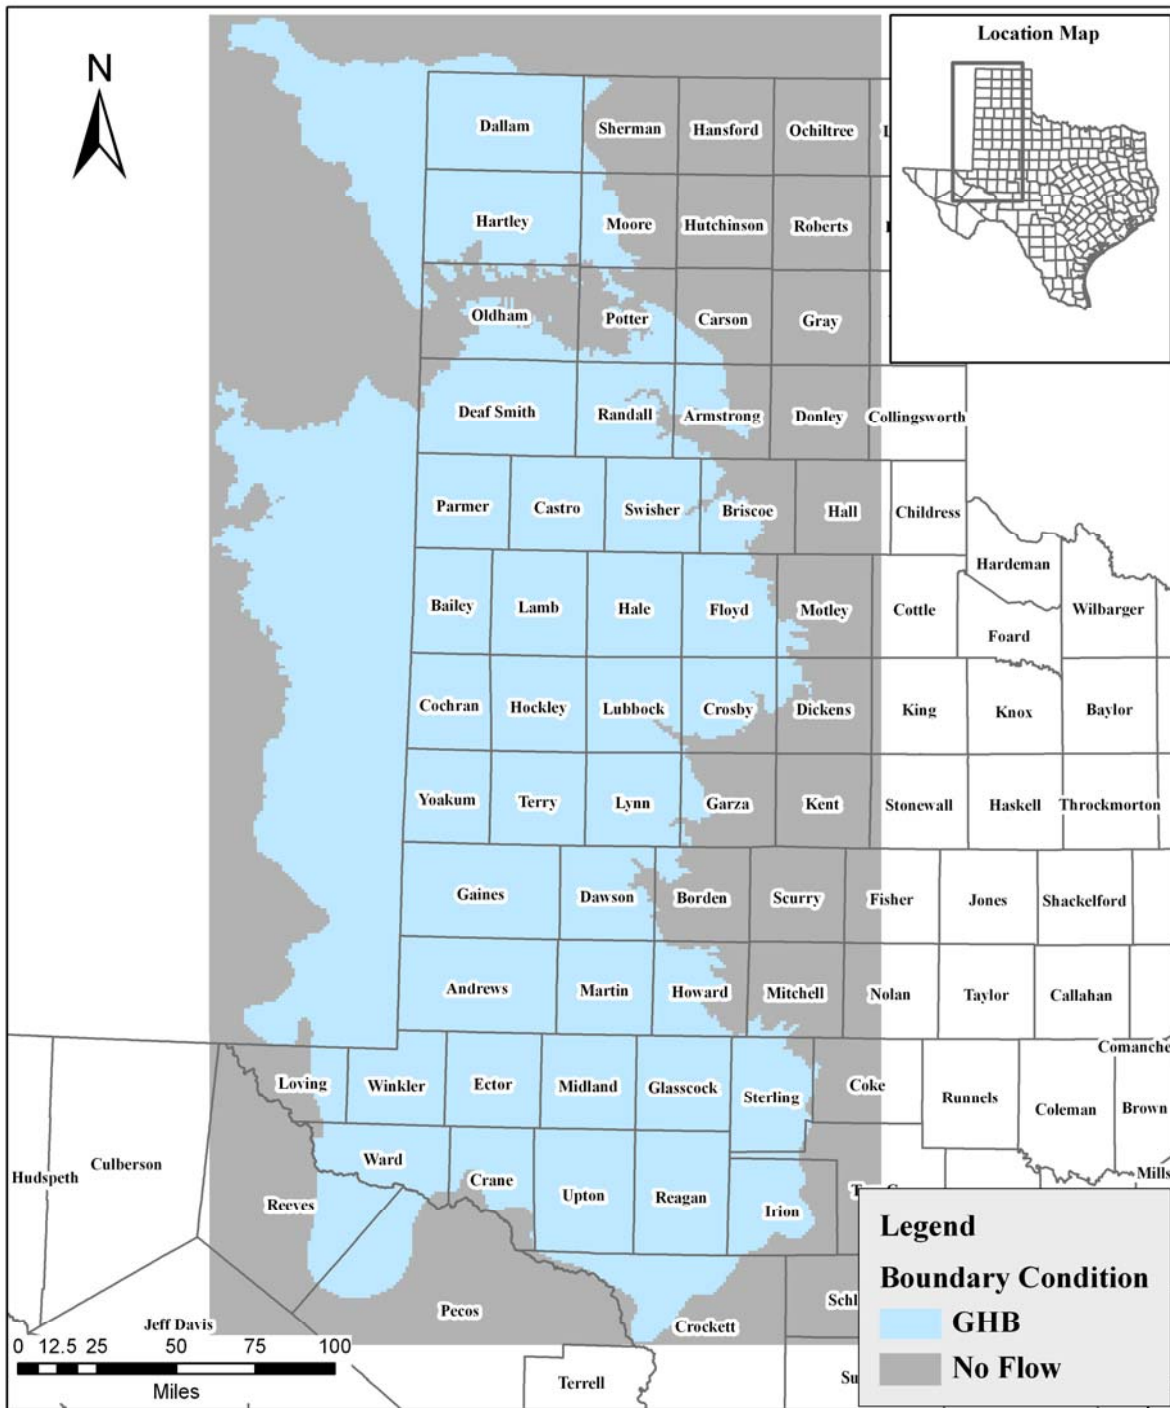 Location Map
N
Dallam
Sherman
Hansford
Ochiltree
Hartley
Moore
Hutchinson
Roberts
Oldham
Potter
Carson
Gray
Deaf Smith
Randall
Armstrong
Donley
Collingsworth
Parmer
Castro
Swisher
Briscoe
Hall
Childress
Hardeman
Bailey
Lamb
Hale
Floyd
Motley
Cottle
Wilbarger
Foard
Cochran
Hockley
Lubbock
Crosby
Dickens
King
Knox
Baylor
Yoakum
Terry
Lynn
Garza
Kent
Stonewall
Haskell
Throckmorton
Gaines
Dawson
Borden
Scurry
Fisher
Jones
Shackelford
Andrews
Martin
Howard
Mitchell
Nolan
Taylor
Callahan
Comanche
Loving
Winkler
Ector
Midland
Glasscock
Sterling
Coke
Runnels
Coleman
Brown
Hudspeth
Culberson
Ward
Crane
Mills
Reeves
Upton
Reagan
Irion
Pecos
Crockett
Schl
Jeff Davis
Terrell
Su
0 12.5 25 50 75 100
Miles
Legend
Boundary Condition
GHB
No Flow